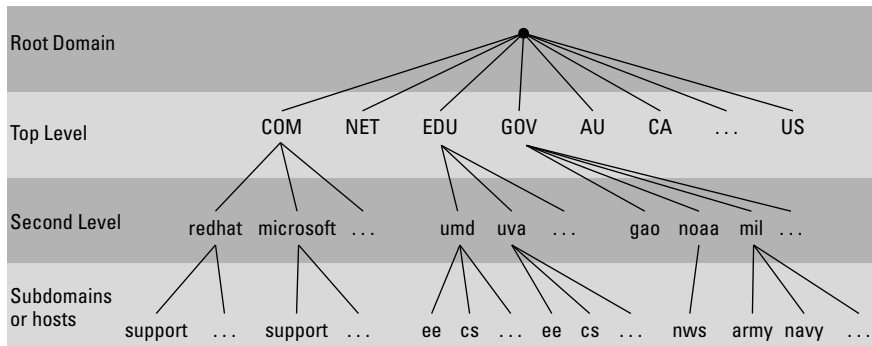 Root Domain
Top Level COM NET EDU GOV AU CA ... US
Second Level redhat microsoft ... umd uva ... gao noaa mil ...
Subdomains
or hosts
support ... support ... ee cs ... ee cs ... nws army navy ...